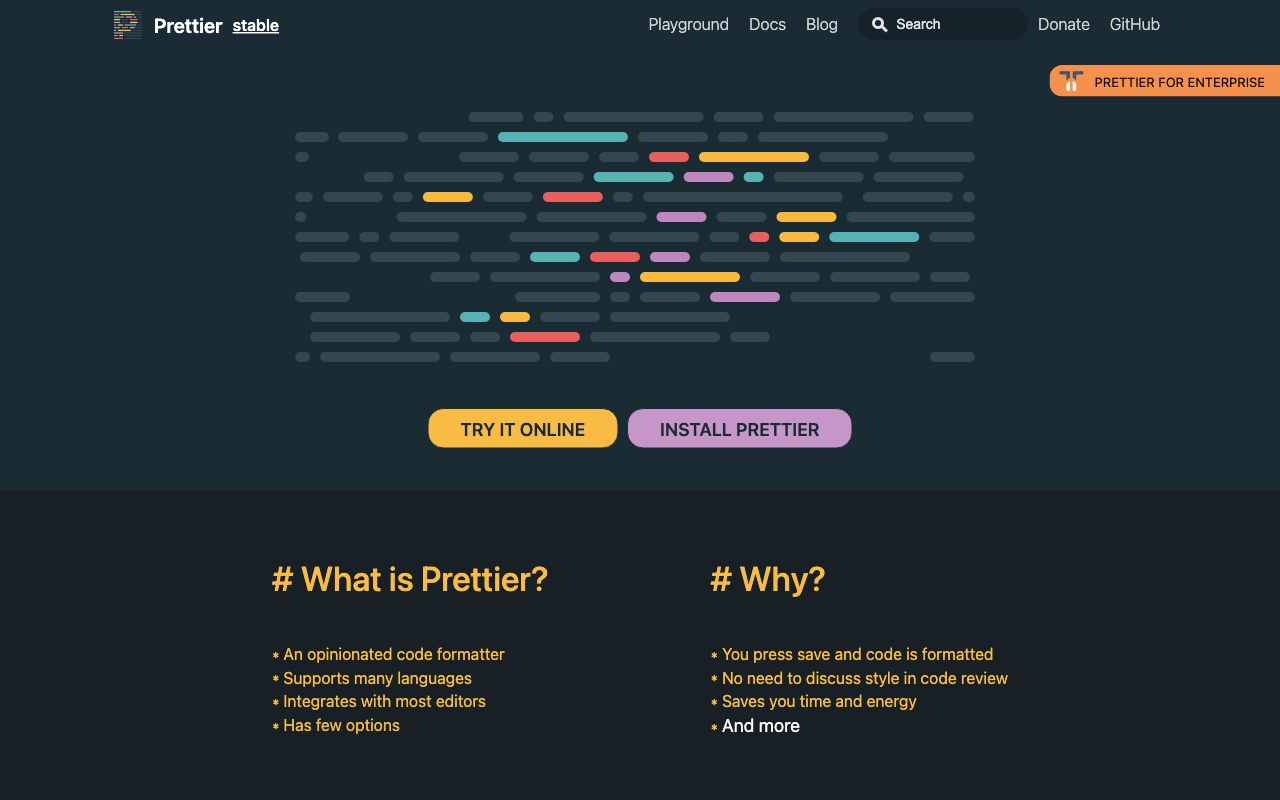 Prettier stable Playground Docs Blog Search Donate GitHub
PRETTIER FOR ENTERPRISE
TRY IT ONLINE INSTALL PRETTIER
# What is Prettier?
* An opinionated code formatter
* Supports many languages
* Integrates with most editors
* Has few options
# Why?
* You press save and code is formatted
* No need to discuss style in code review
* Saves you time and energy
* And more